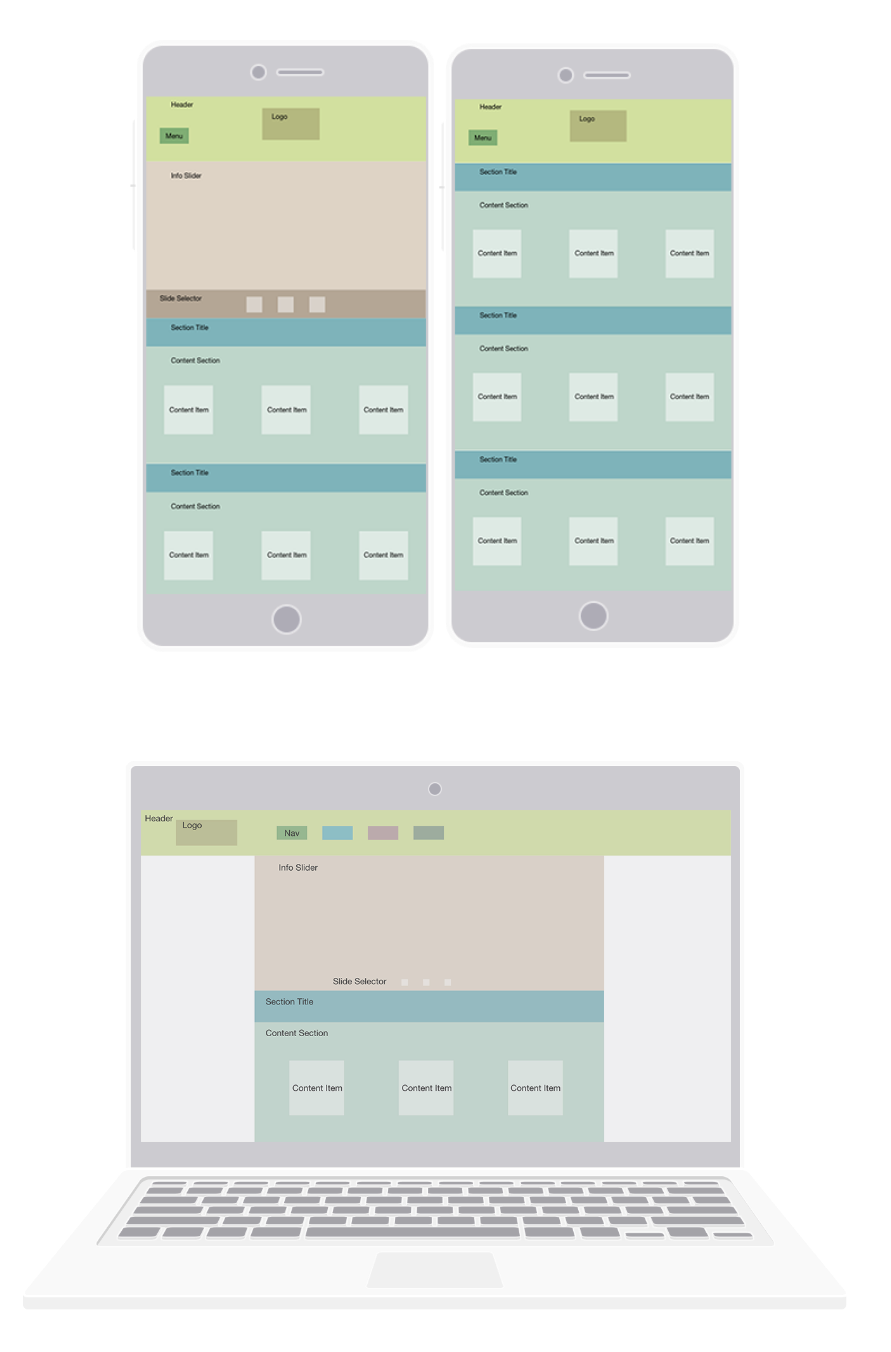 Header
Logo
Menu
Info Slider
Slide Selector
Section Title
Content Section
Content Item Content Item Content Item
Section Title
Content Section
Content Item Content Item Content Item
Header
Logo
Menu
Section Title
Content Section
Content Item Content Item Content Item
Section Title
Content Section
Content Item Content Item Content Item
Section Title
Content Section
Content Item Content Item Content Item
Header
Logo
Nav
Info Slider
Slide Selector
Section Title
Content Section
Content Item Content Item Content Item